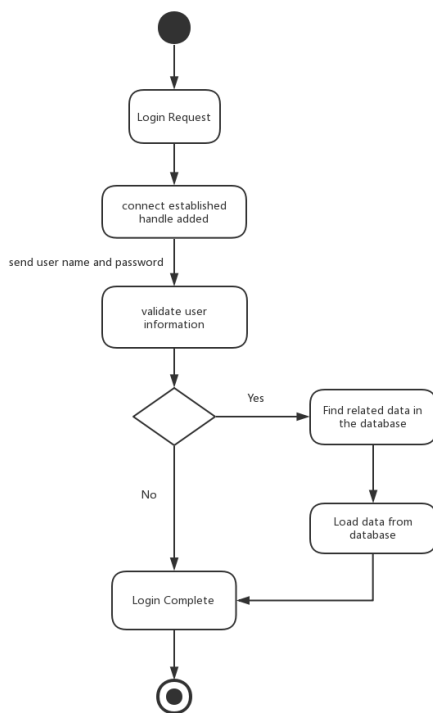 Login Request
connect established
handle added
send user name and password
validate user
information
Yes
Find related data in
the database
No
Load data from
database
Login Complete